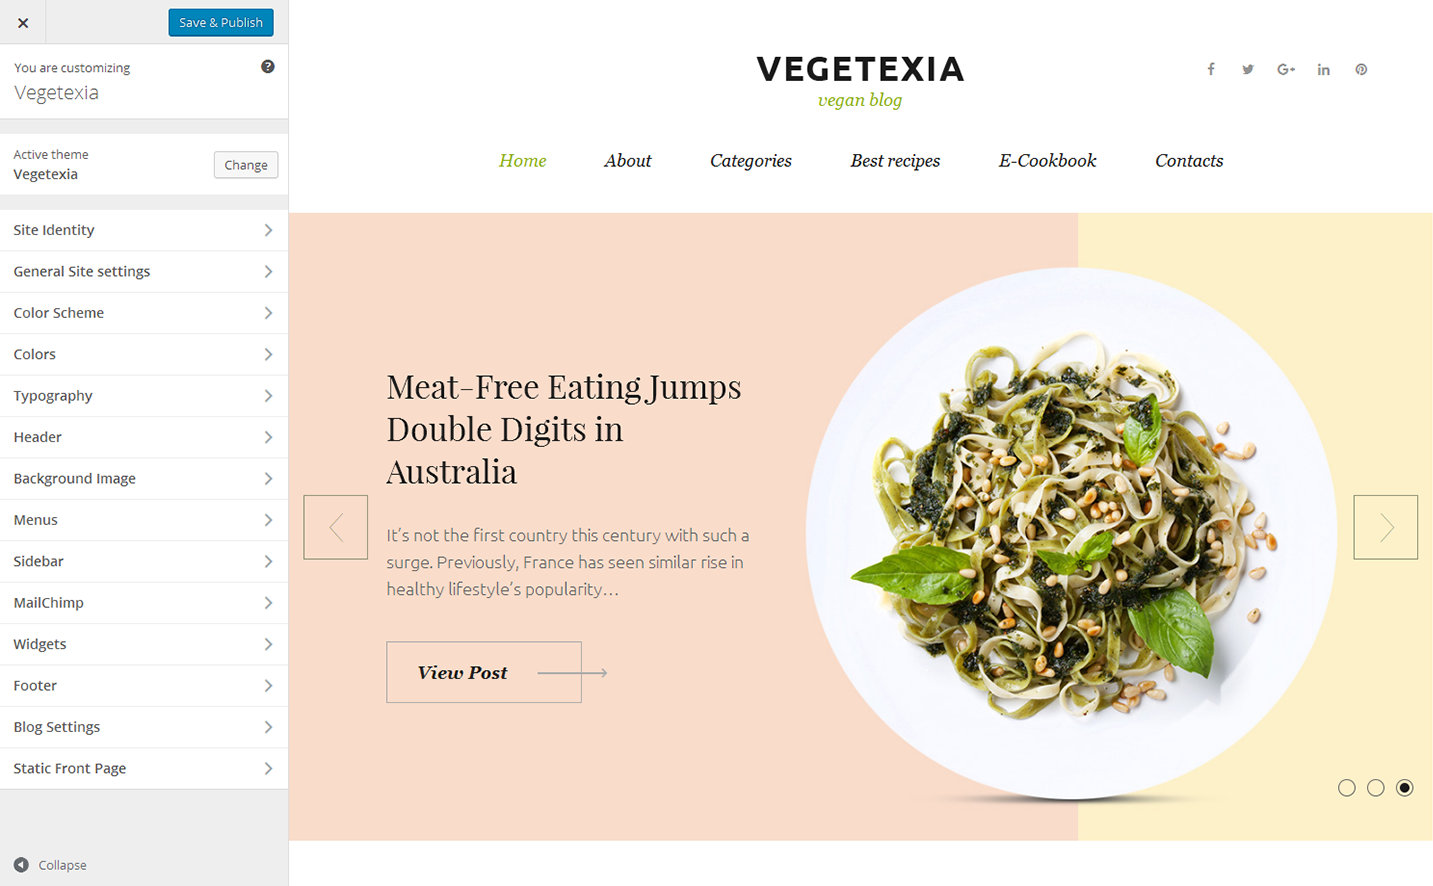 Save & Publish
You are customizing
Vegetexia
Active theme
Vegetexia
Change
Site Identity
General Site settings
Color Scheme
Colors
Typography
Header
Background Image
Menus
Sidebar
MailChimp
Widgets
Footer
Blog Settings
Static Front Page
Collapse
VEGETEXIA
vegan blog
Home About Categories Best recipes E-Cookbook Contacts
Meat-Free Eating Jumps
Double Digits in
Australia
It's not the first country this century with such a
surge. Previously, France has seen similar rise in
healthy lifestyle's popularity…
View Post